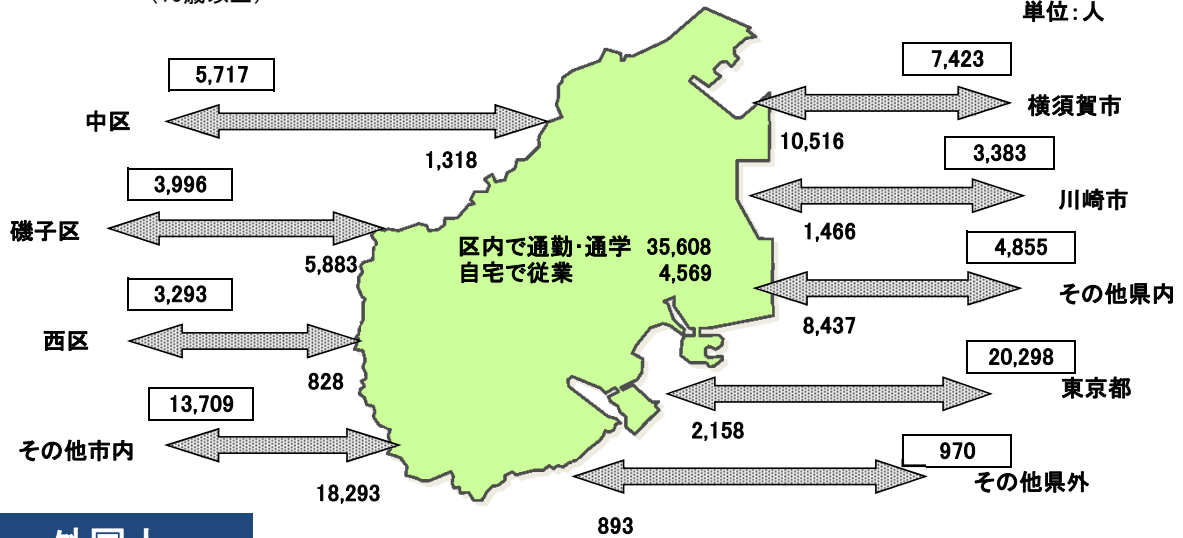 単位：人
5,717
中区
1,318
3,996
磯子区
5,883
3,293
西区
828
13,709
その他市内
18,293
区内で通勤・通学 35,608
自宅で従業 4,569
7,423
横須賀市
10,516
3,383
川崎市
1,466
4,855
その他県内
8,437
20,298
東京都
2,158
970
その他県外
893